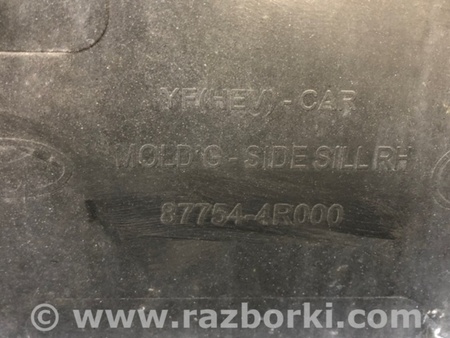 YF(HEV) - CAR
MOLD'G - SIDE SILL RH
87754-4R000
© www.razborki.com/